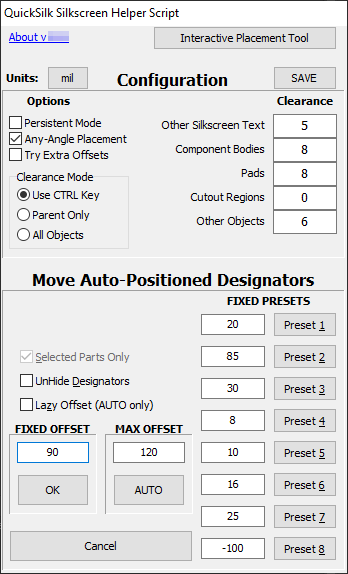 QuickSilk Silkscreen Helper Script
About v
Interactive Placement Tool
Units: mil Configuration SAVE
Options Clearance
Persistent Mode
Any-Angle Placement
Try Extra Offsets
Clearance Mode
Use CTRL Key
Parent Only
All Objects
Other Silkscreen Text 5
Component Bodies 8
Pads 8
Cutout Regions 0
Other Objects 6
Move Auto-Positioned Designators
FIXED PRESETS
20 Preset 1
85 Preset 2
30 Preset 3
8 Preset 4
10 Preset 5
16 Preset 6
25 Preset 7
-100 Preset 8
Selected Parts Only
UnHide Designators
Lazy Offset (AUTO only)
FIXED OFFSET MAX OFFSET
90 120
OK AUTO
Cancel